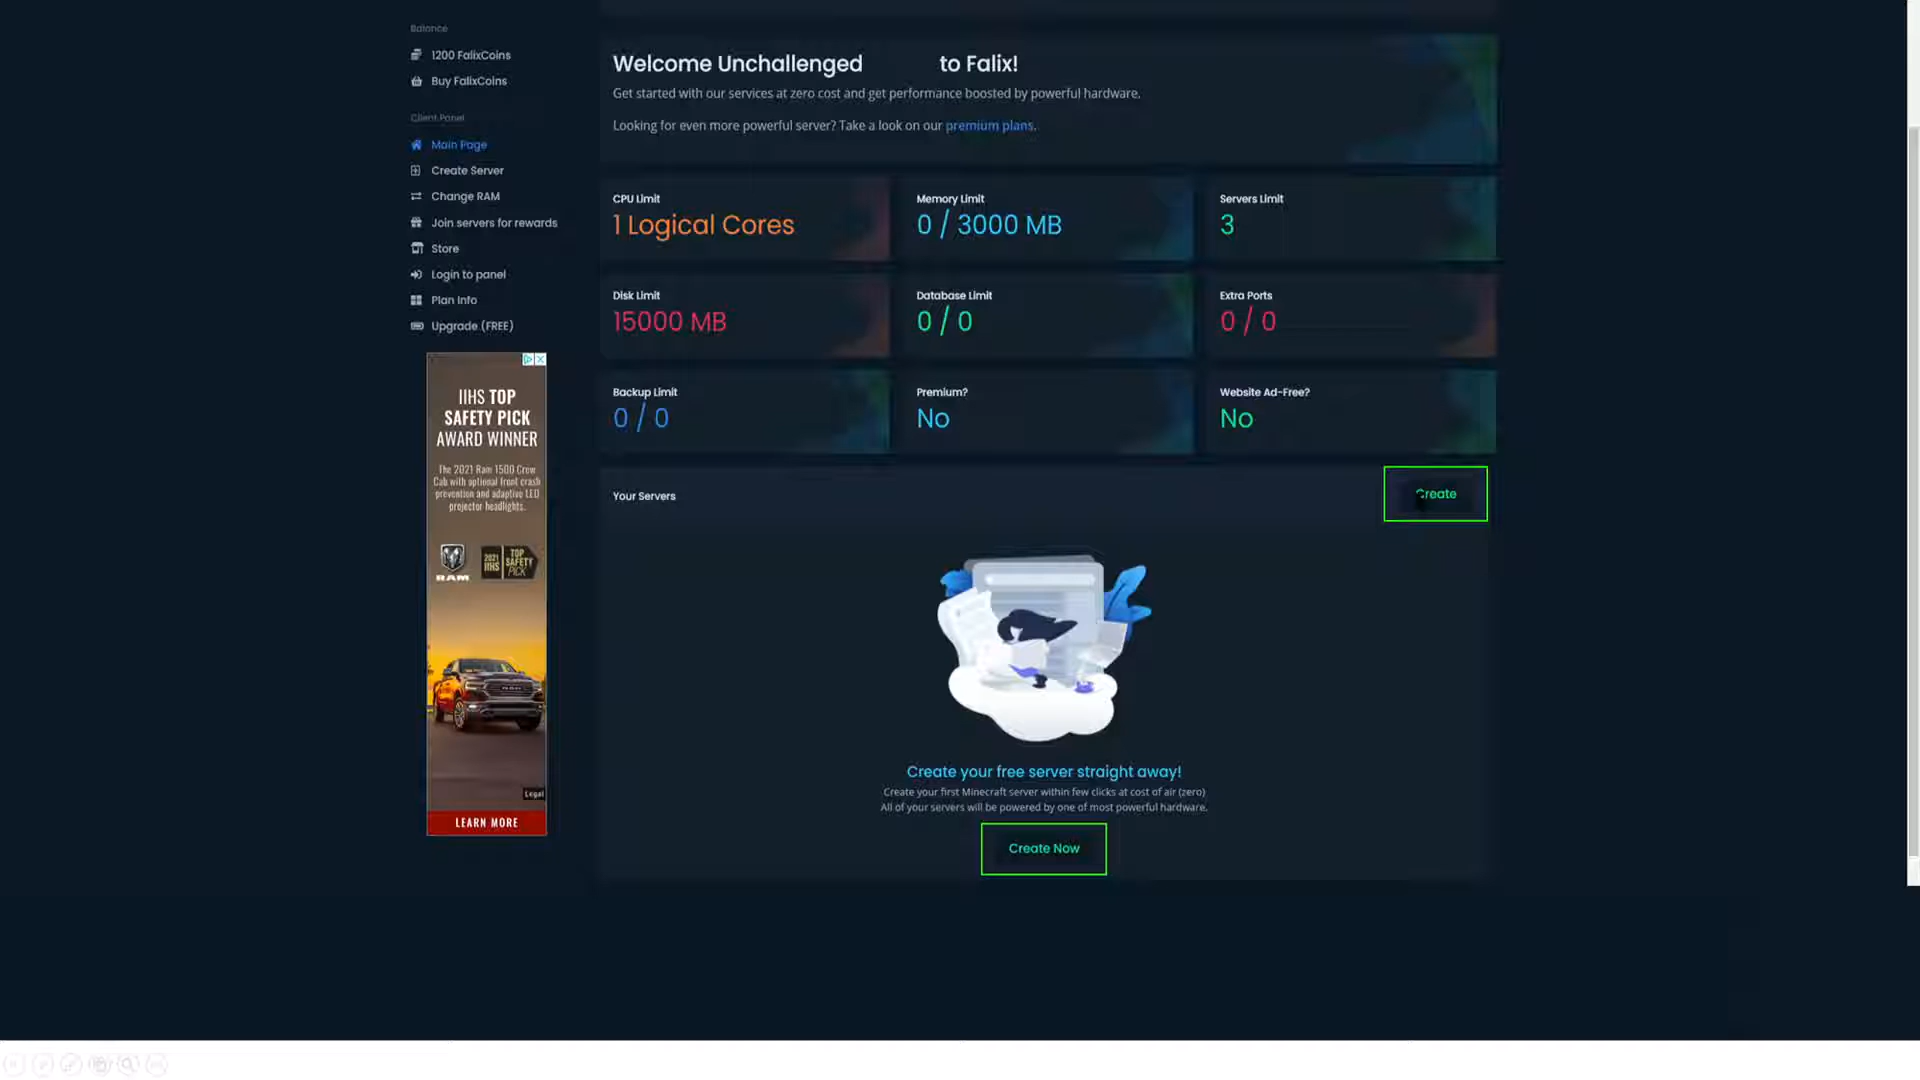 Balance
1200 FalixCoins
Buy FalixCoins
Client Panel
Main Page
Create Server
Change RAM
Join servers for rewards
Store
Login to panel
Plan Info
Upgrade (FREE)
IIHS TOP
SAFETY PICK
AWARD WINNER
The 2021 Ram 1500 Crew
Cab with optional front crash
prevention and adaptive LED
projector headlights.
RAM
2021
IIHS
TOP
SAFETY
PICK
Legal
LEARN MORE
Welcome Unchallenged to Falix!
Get started with our services at zero cost and get performance boosted by powerful hardware.
Looking for even more powerful server? Take a look on our premium plans.
CPU Limit
1 Logical Cores
Memory Limit
0 / 3000 MB
Servers Limit
3
Disk Limit
15000 MB
Database Limit
0 / 0
Extra Ports
0 / 0
Backup Limit
0 / 0
Premium?
No
Website Ad-Free?
No
Your Servers
Create
Create your free server straight away!
Create your first Minecraft server within few clicks at cost of air (zero)
All of your servers will be powered by one of most powerful hardware.
Create Now